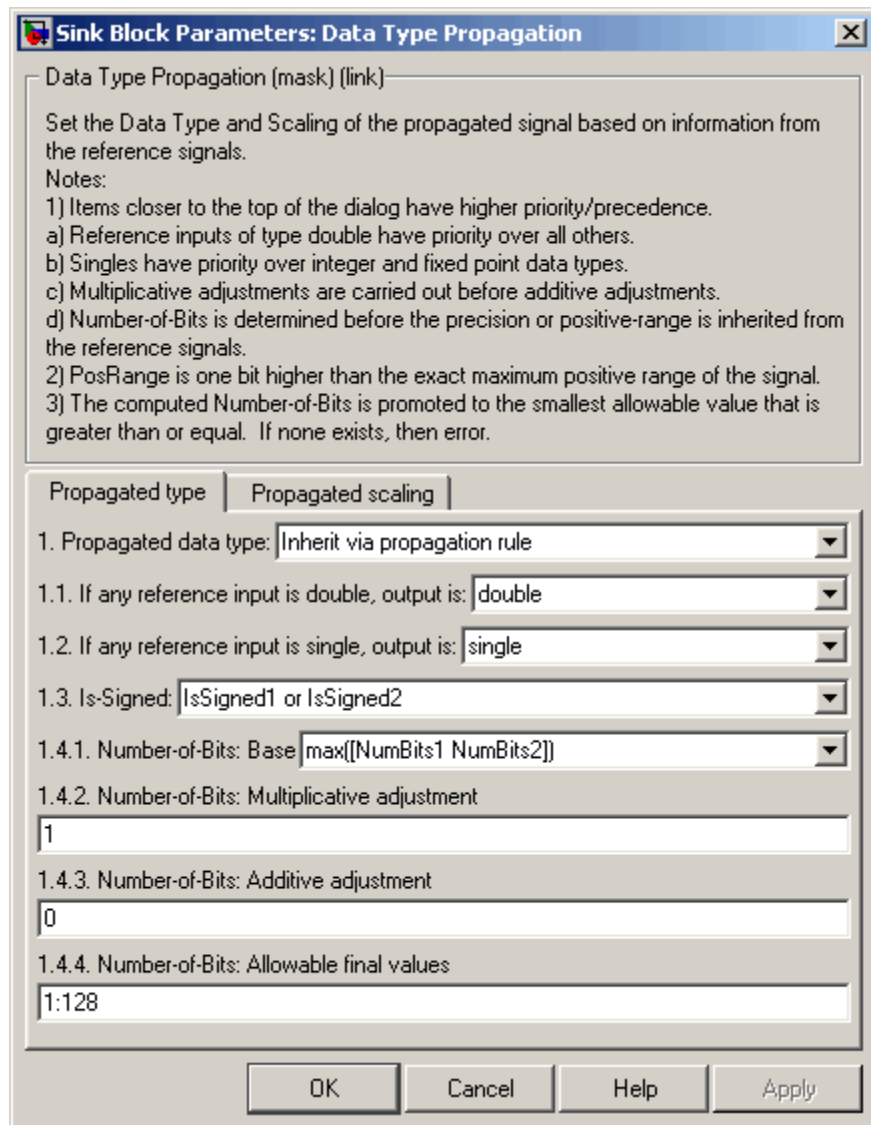 Sink Block Parameters: Data Type Propagation
Data Type Propagation (mask) (link)
Set the Data Type and Scaling of the propagated signal based on information from
the reference signals.
Notes:
1) Items closer to the top of the dialog have higher priority/precedence.
a) Reference inputs of type double have priority over all others.
b) Singles have priority over integer and fixed point data types.
c) Multiplicative adjustments are carried out before additive adjustments.
d) Number-of-Bits is determined before the precision or positive-range is inherited from
the reference signals.
2) PosRange is one bit higher than the exact maximum positive range of the signal.
3) The computed Number-of-Bits is promoted to the smallest allowable value that is
greater than or equal.  If none exists, then error.
Propagated type Propagated scaling
1. Propagated data type: Inherit via propagation rule
1.1. If any reference input is double, output is: double
1.2. If any reference input is single, output is: single
1.3. Is-Signed: IsSigned1 or IsSigned2
1.4.1. Number-of-Bits: Base max([NumBits1 NumBits2])
1.4.2. Number-of-Bits: Multiplicative adjustment
1
1.4.3. Number-of-Bits: Additive adjustment
0
1.4.4. Number-of-Bits: Allowable final values
1:128
OK Cancel Help Apply